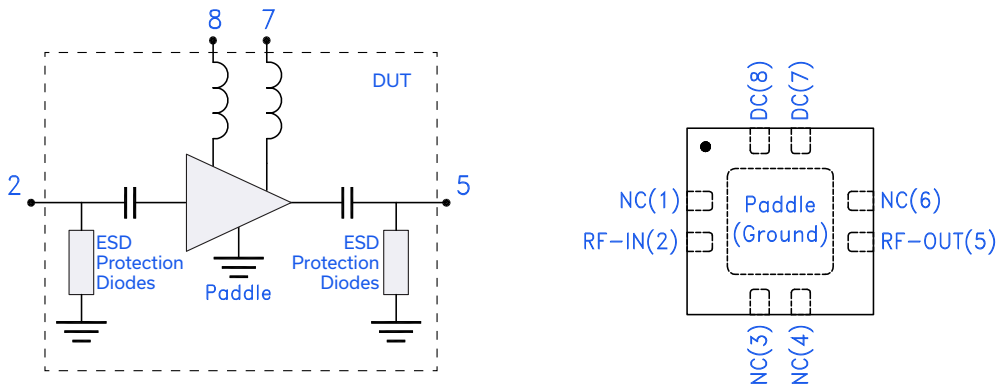 8 7
DUT
2
5
ESD
Protection
Diodes
ESD
Protection
Diodes
Paddle
DC(8)
DC(7)
NC(1)
RF-IN(2)
Paddle
(Ground)
NC(6)
RF-OUT(5)
NC(3)
NC(4)